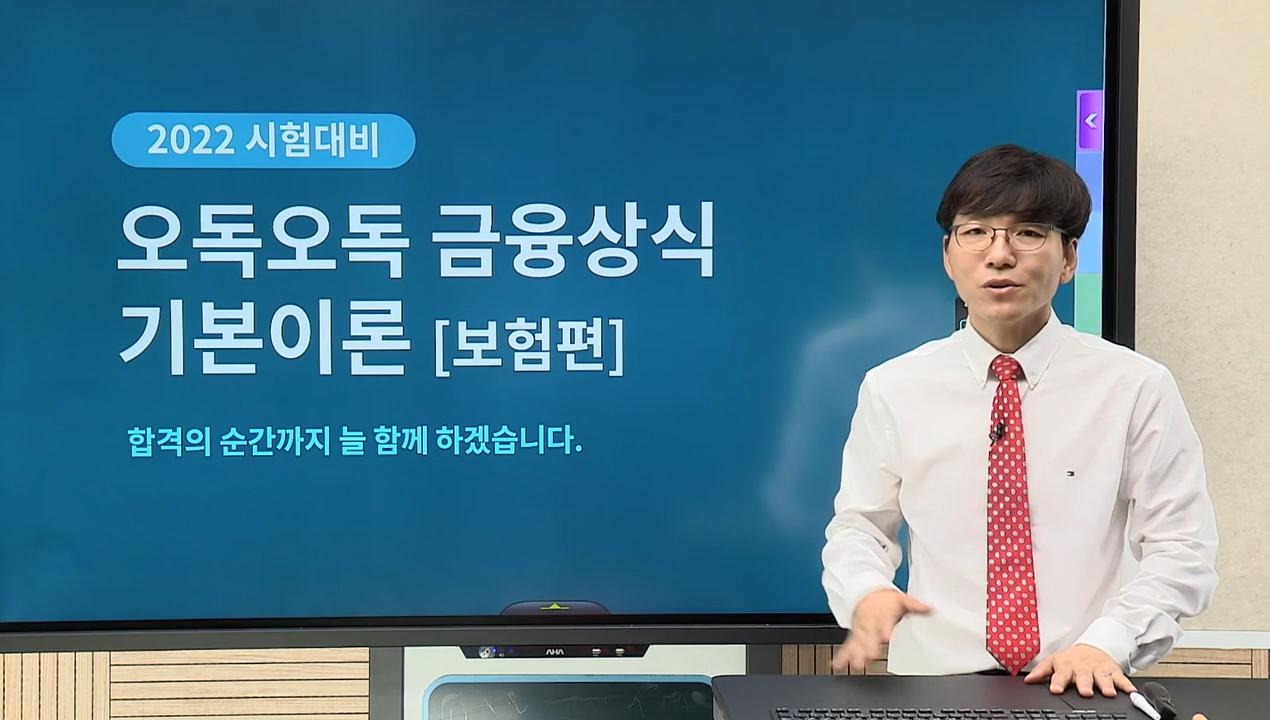 2022 시험대비
오독오독 금융상식
기본이론 [보험편]
합격의 순간까지 늘 함께 하겠습니다.
AHA